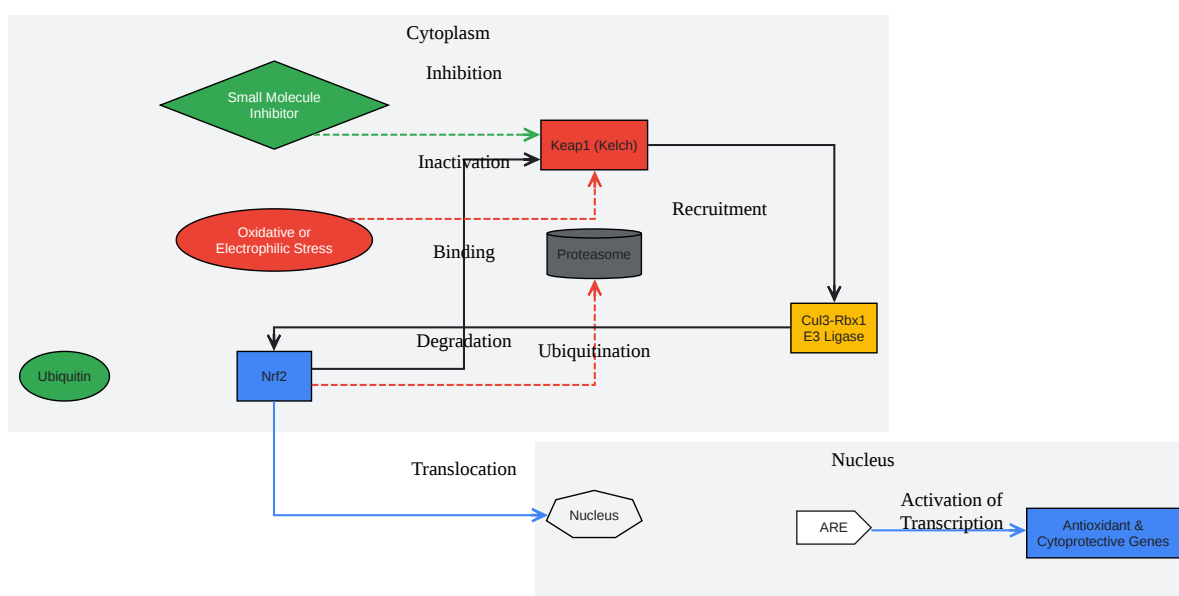 Cytoplasm
Inhibition
Small Molecule
Inhibitor
Keap1 (Kelch)
Inactivation
Recruitment
Oxidative or
Electrophilic Stress
Binding
Proteasome
Cul3-Rbx1
E3 Ligase
Degradation
Ubiquitination
Ubiquitin
Nrf2
Translocation
Nucleus
Activation of
Transcription
Nucleus
ARE
Antioxidant &
Cytoprotective Genes